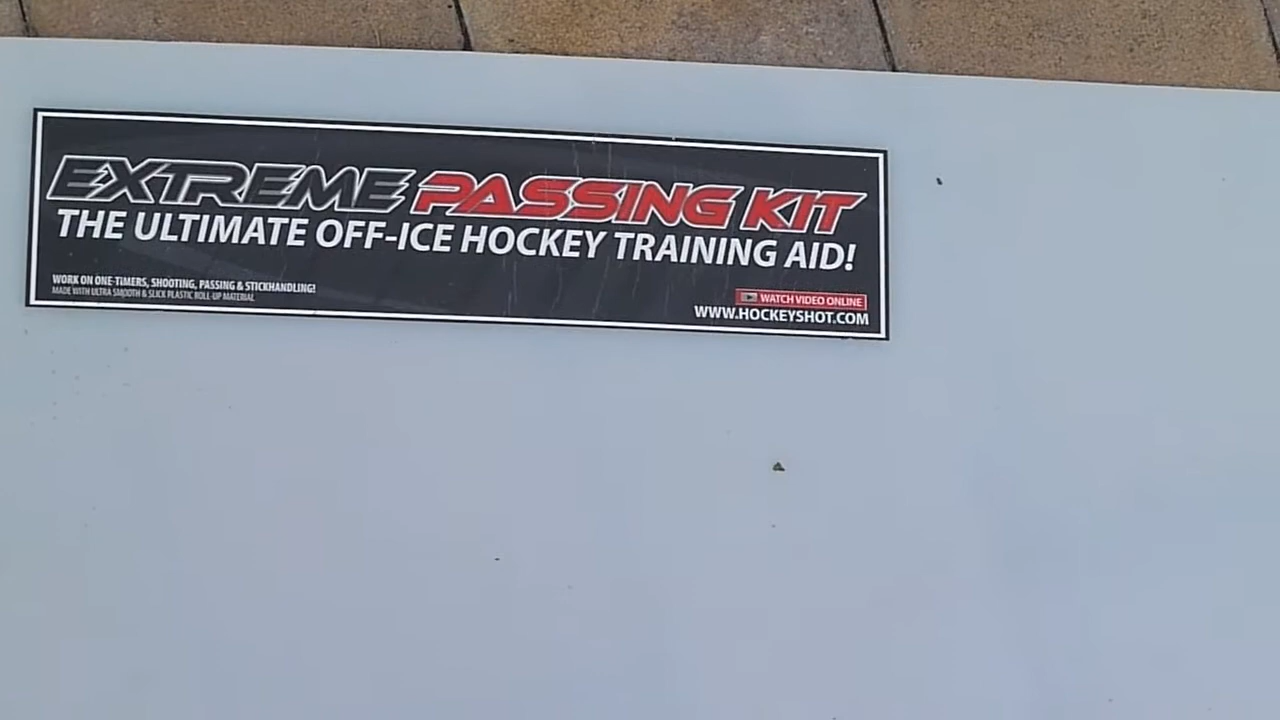 EXTREME PASSING KIT
THE ULTIMATE OFF-ICE HOCKEY TRAINING AID!
WORK ON ONE-TIMERS, SHOOTING, PASSING & STICKHANDLING!
MADE WITH ULTRA SMOOTH & SLICK PLASTIC ROLL-UP MATERIAL
WATCH VIDEO ONLINE
WWW.HOCKEYSHOT.COM